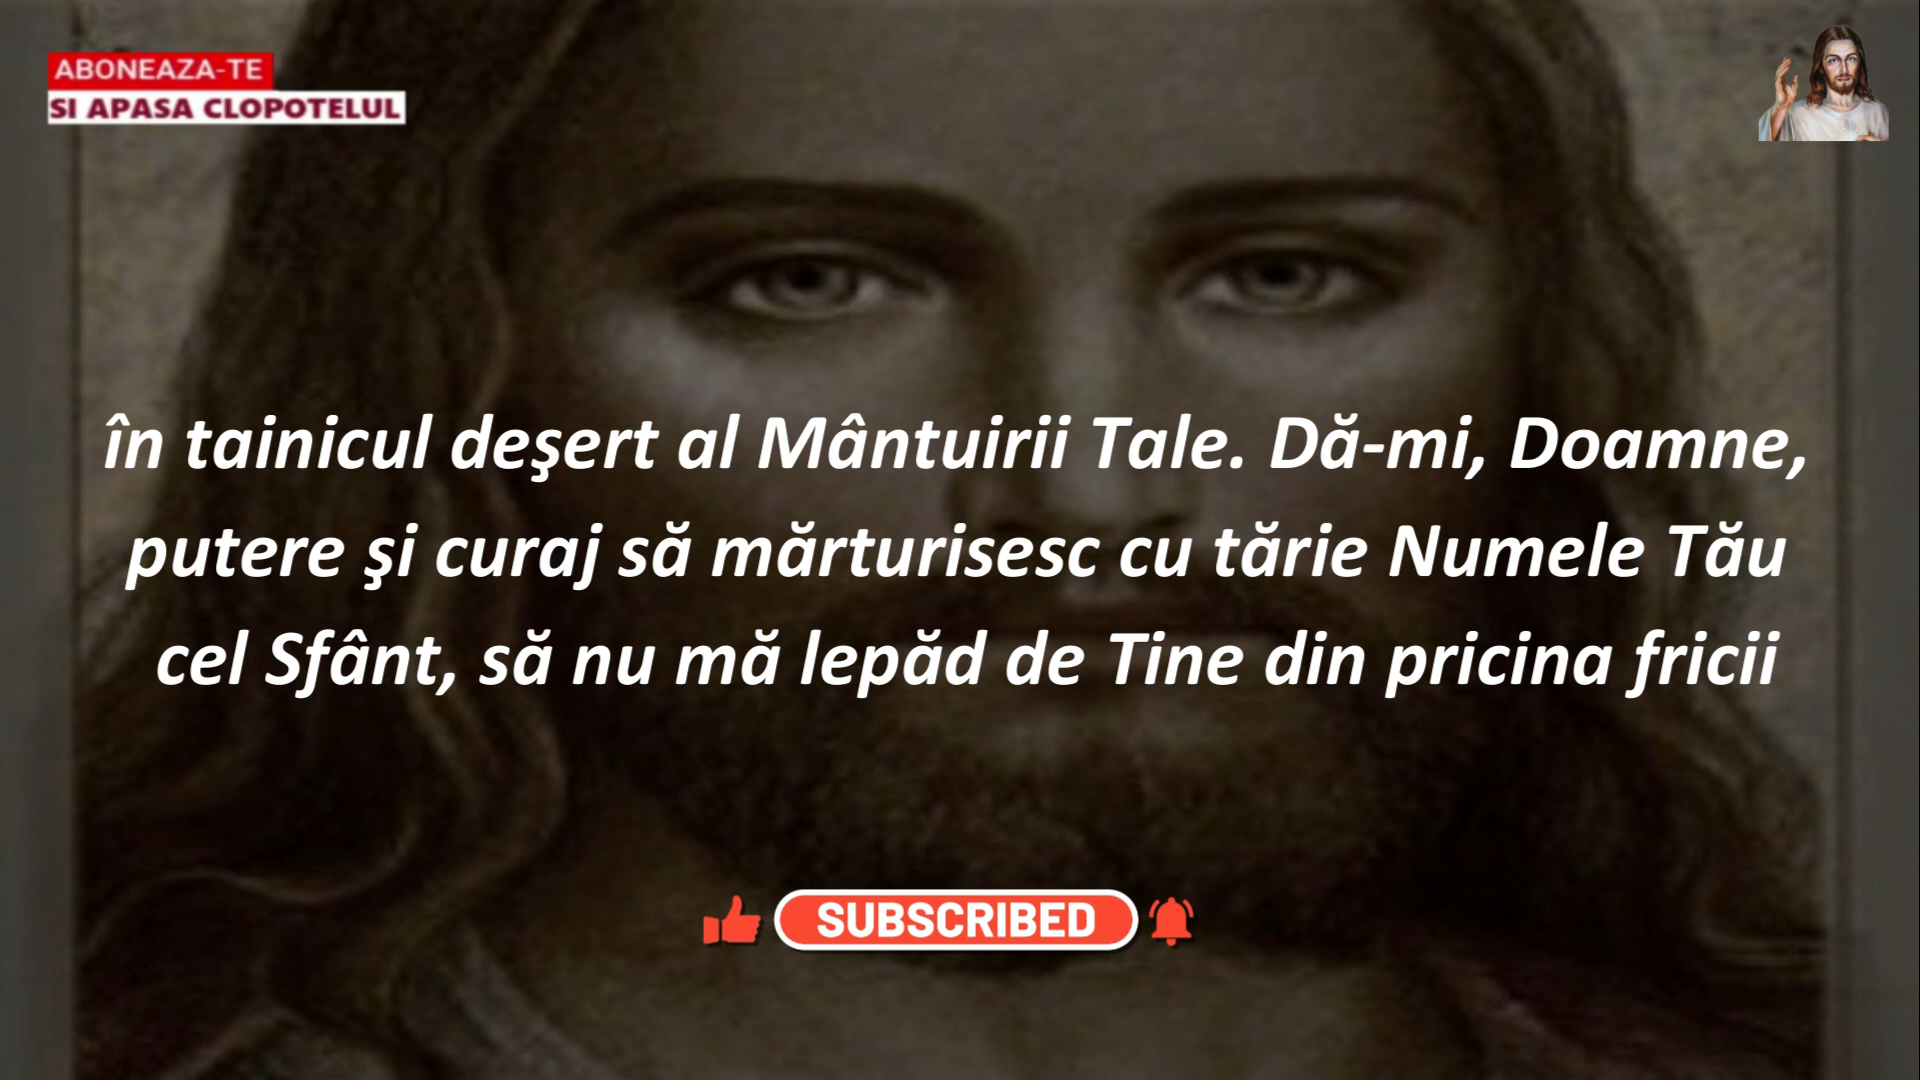 ABONEAZA-TE
SI APASA CLOPOTELUL
în tainicul deşert al Mântuirii Tale. Dă-mi, Doamne,
putere şi curaj să mărturisesc cu tărie Numele Tău
cel Sfânt, să nu mă lepăd de Tine din pricina fricii
SUBSCRIBED